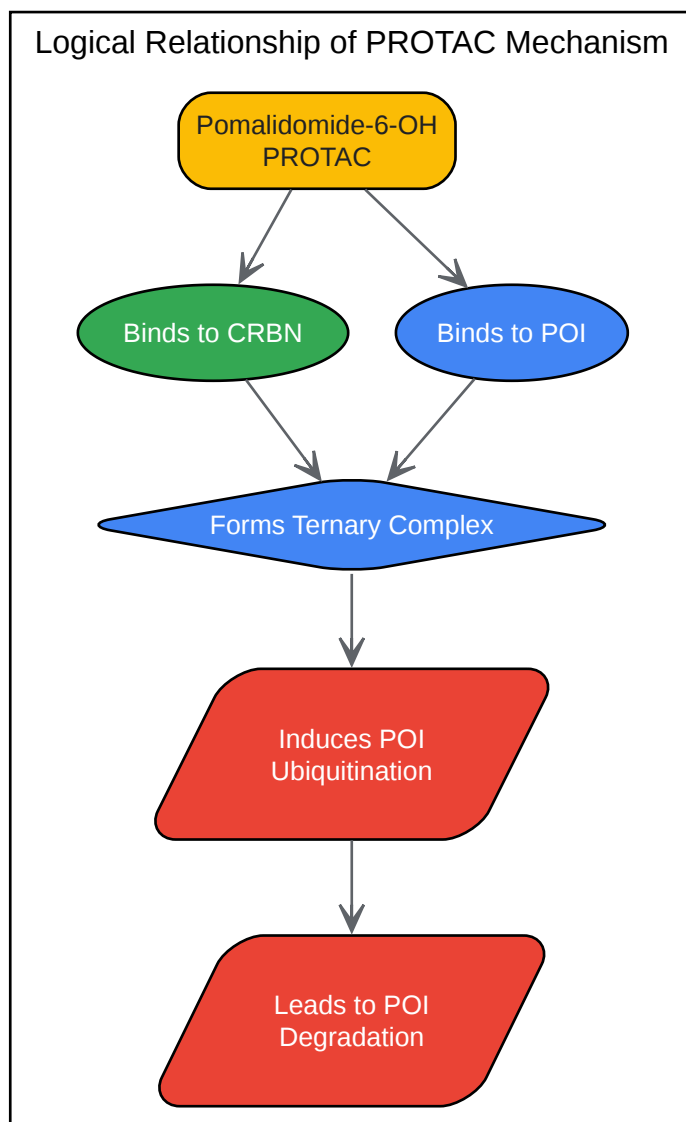 Logical Relationship of PROTAC Mechanism
Pomalidomide-6-OH
PROTAC
Binds to CRBN
Binds to POI
Forms Ternary Complex
Induces POI
Ubiquitination
Leads to POI
Degradation